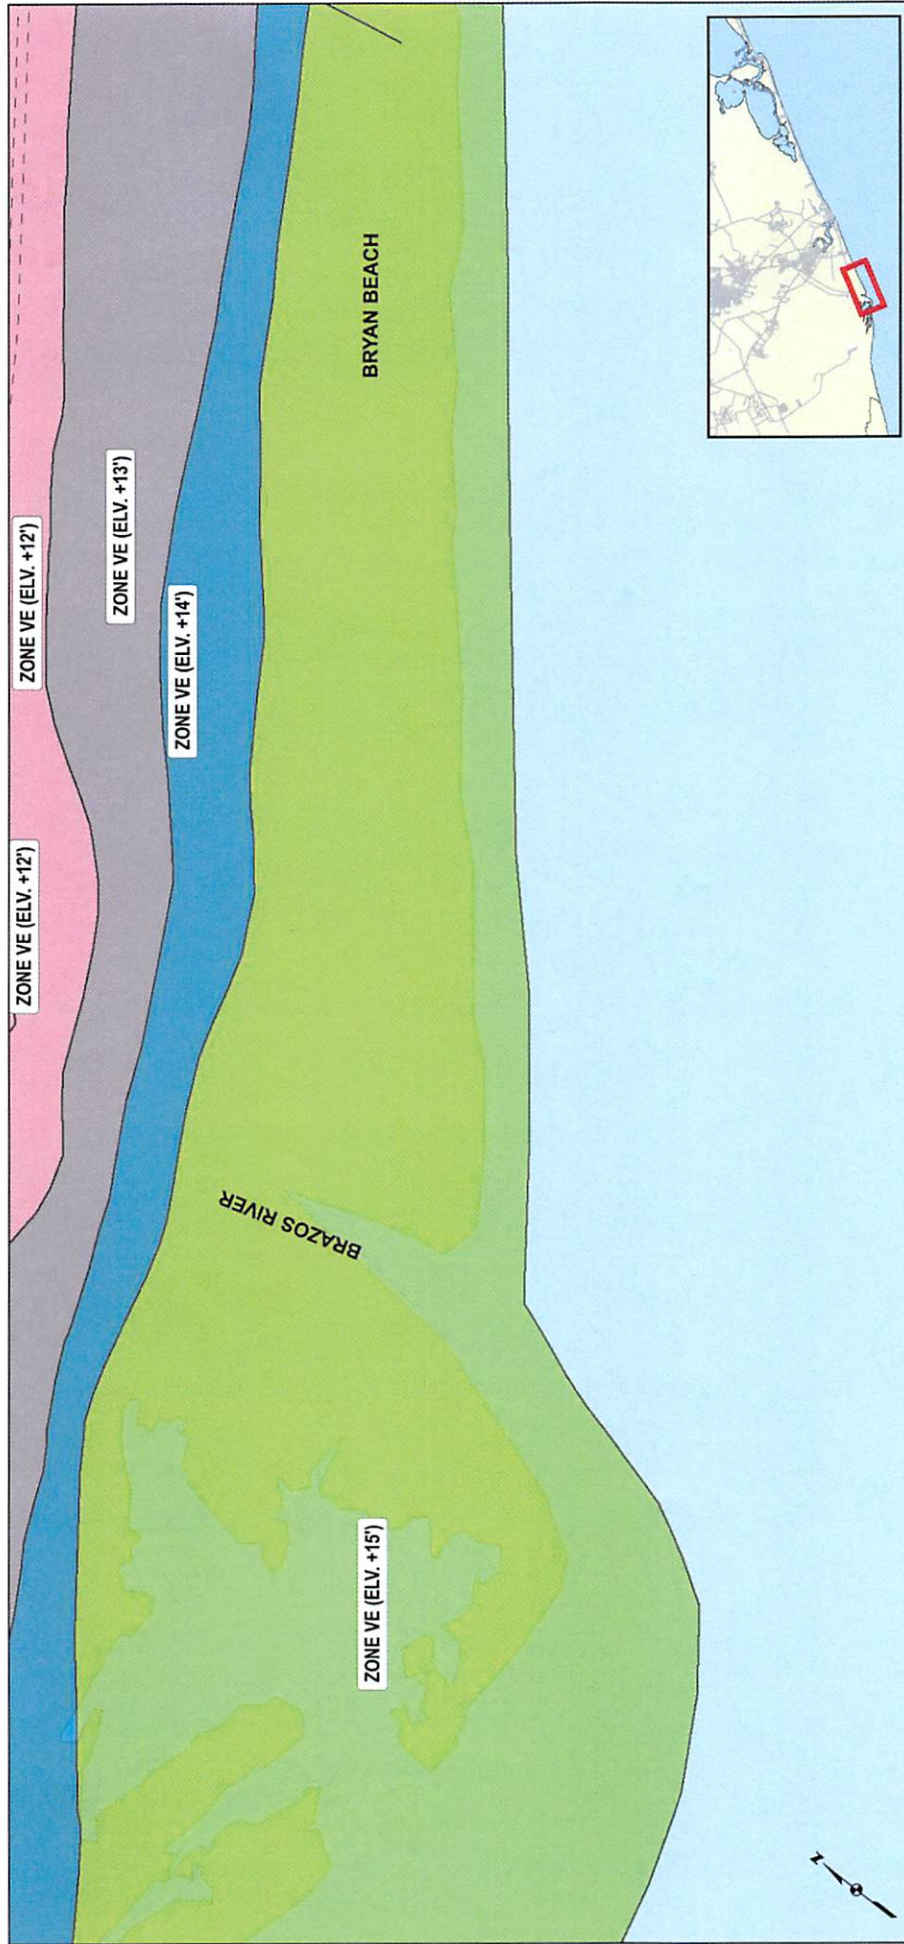 ZONE VE (ELV. +12')
ZONE VE (ELV. +12')
ZONE VE (ELV. +13')
ZONE VE (ELV. +14')
BRYAN BEACH
BRAZOS RIVER
ZONE VE (ELV. +15')
N